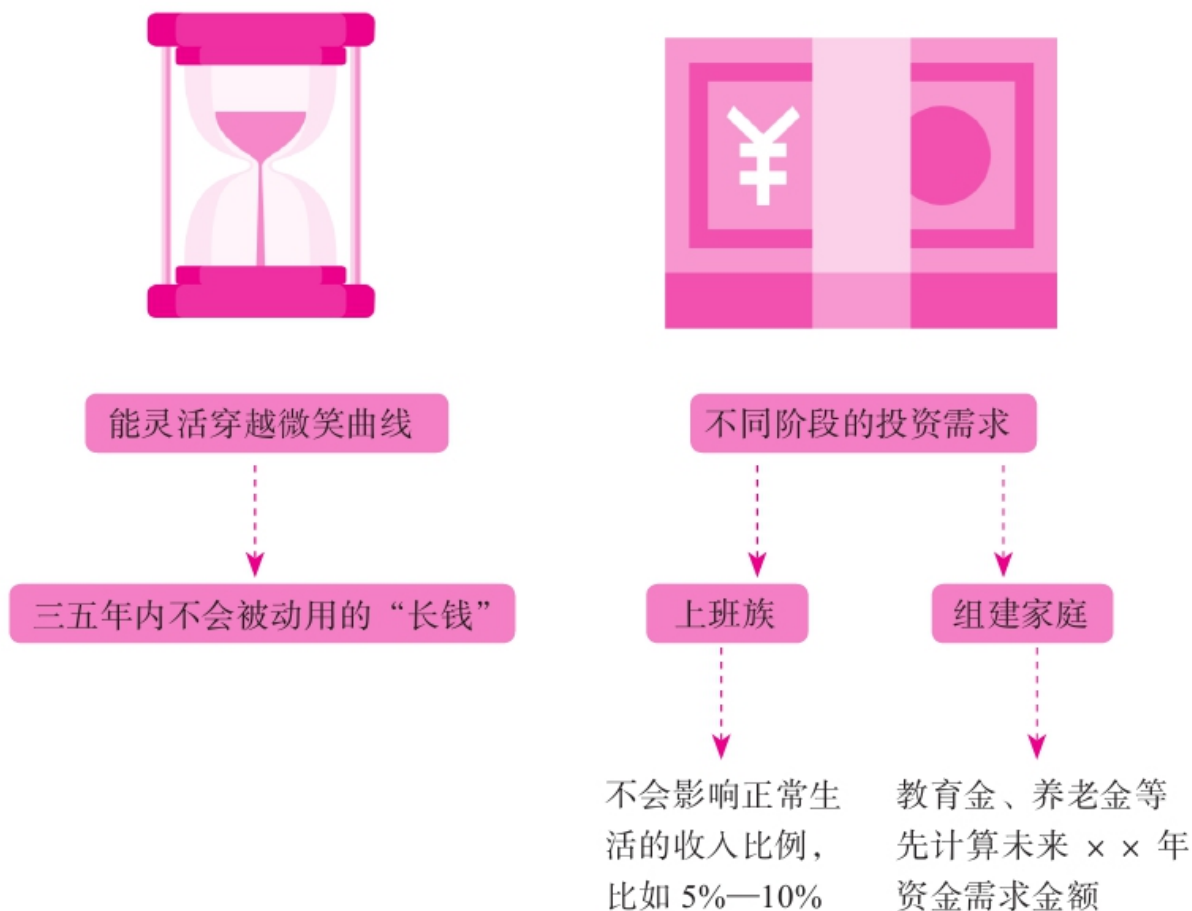 ¥
能灵活穿越微笑曲线
不同阶段的投资需求
三五年内不会被动用的“长钱”
上班族
组建家庭
不会影响正常生
活的收入比例，
比如 5%—10%
教育金、养老金等
先计算未来 × × 年
资金需求金额